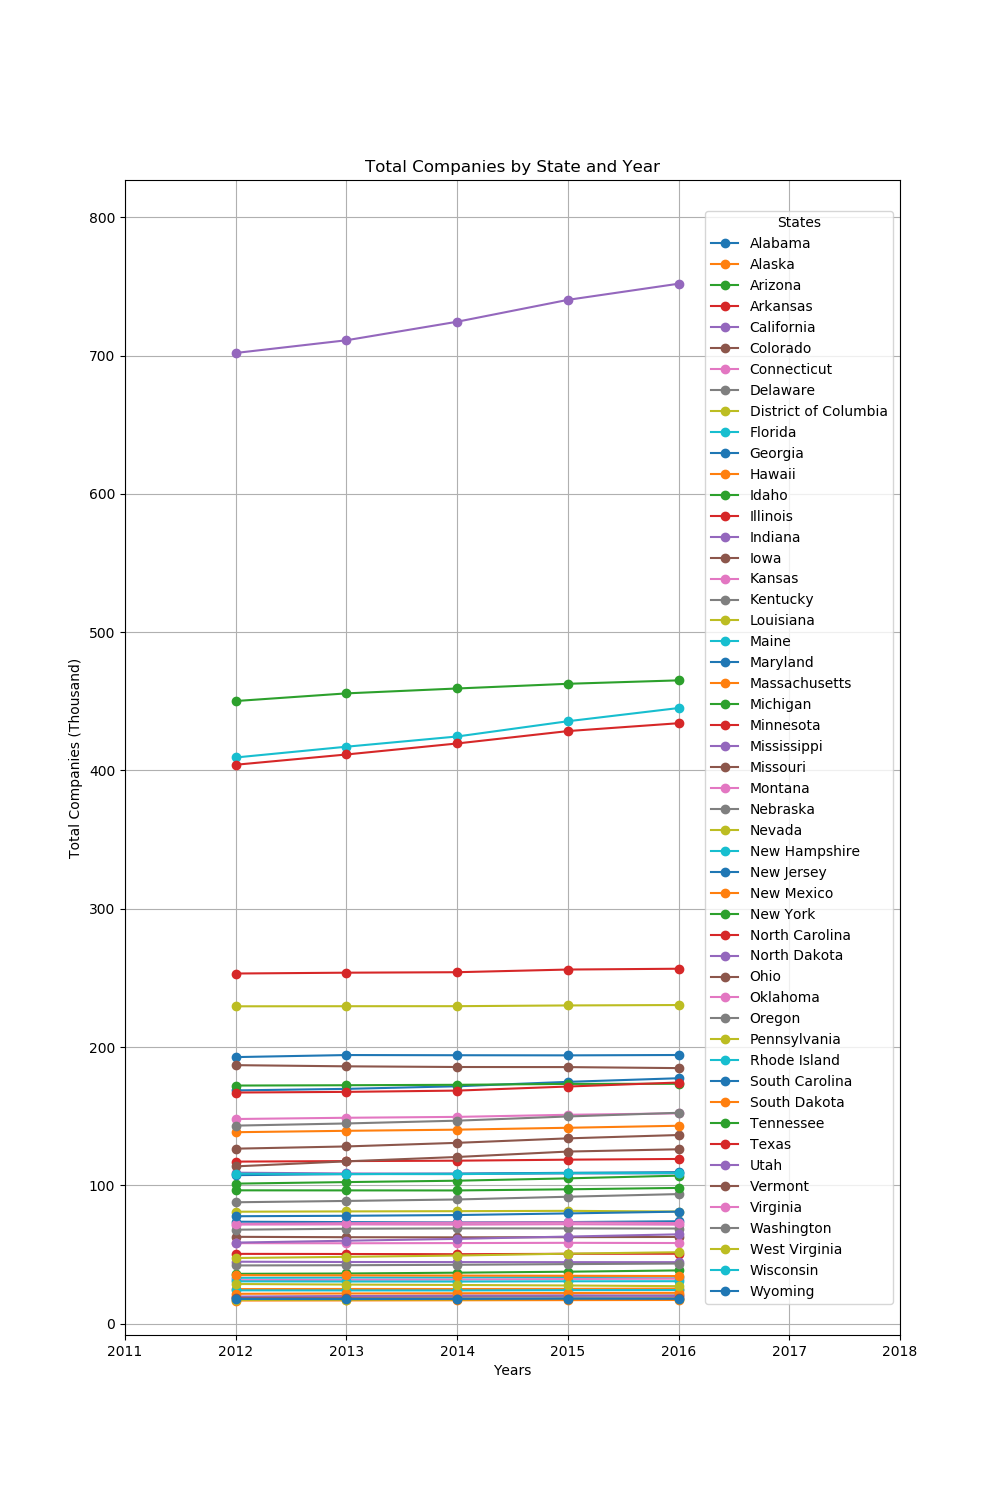 Total Companies by State and Year
800
700
600
500
400
300
200
100
0
Total Companies (Thousand)
2011 2012 2013 2014 2015 2016 2017 2018
Years
States
Alabama
Alaska
Arizona
Arkansas
California
Colorado
Connecticut
Delaware
District of Columbia
Florida
Georgia
Hawaii
Idaho
Illinois
Indiana
Iowa
Kansas
Kentucky
Louisiana
Maine
Maryland
Massachusetts
Michigan
Minnesota
Mississippi
Missouri
Montana
Nebraska
Nevada
New Hampshire
New Jersey
New Mexico
New York
North Carolina
North Dakota
Ohio
Oklahoma
Oregon
Pennsylvania
Rhode Island
South Carolina
South Dakota
Tennessee
Texas
Utah
Vermont
Virginia
Washington
West Virginia
Wisconsin
Wyoming